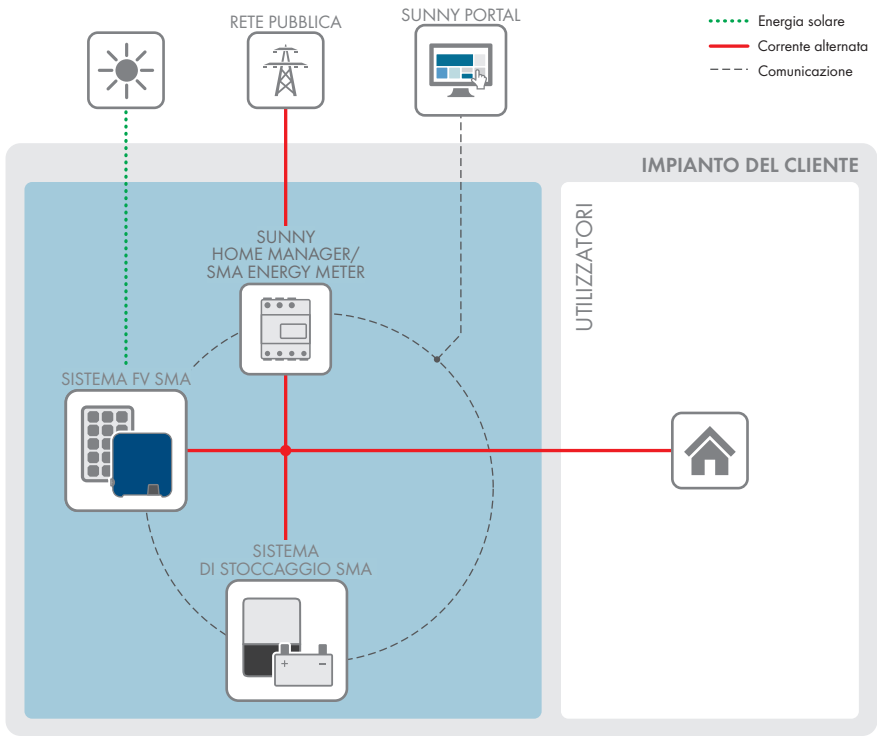 RETE PUBBLICA
SUNNY PORTAL
Energia solare
Corrente alternata
Comunicazione
IMPIANTO DEL CLIENTE
UTILIZZATORI
SUNNY
HOME MANAGER/
SMA ENERGY METER
SISTEMA FV SMA
SISTEMA
DI STOCCAGGIO SMA
+ −